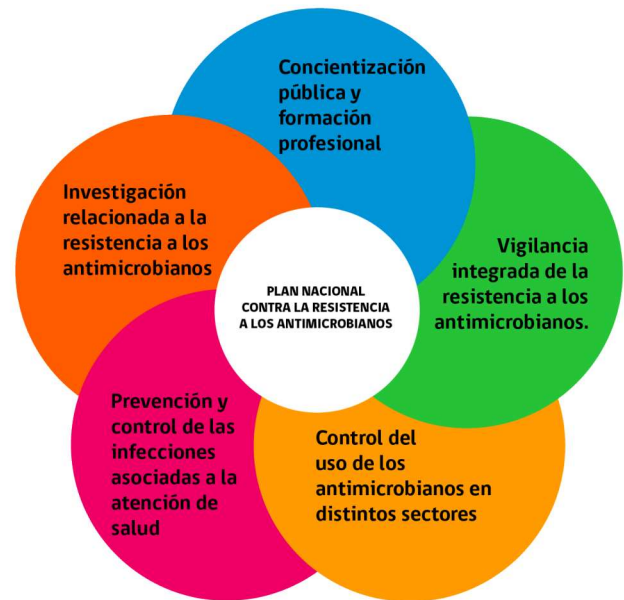 Concientización
pública y
formación
profesional
Investigación
relacionada a la
resistencia a los
antimicrobianos
Vigilancia
integrada de la
resistencia a los
antimicrobianos.
PLAN NACIONAL
CONTRA LA RESISTENCIA
A LOS ANTIMICROBIANOS
Prevención y
control de las
infecciones
asociadas a la
atención de
salud
Control del
uso de los
antimicrobianos en
distintos sectores